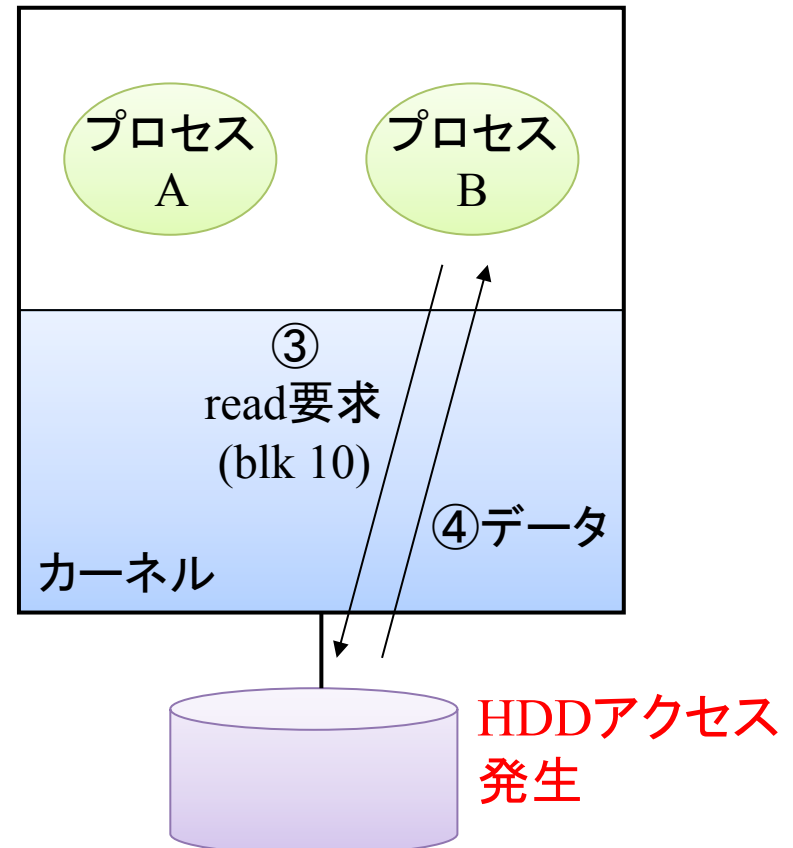 プロセス
A
プロセス
B
③
read要求
(blk 10)
④データ
カーネル
HDDアクセス
発生